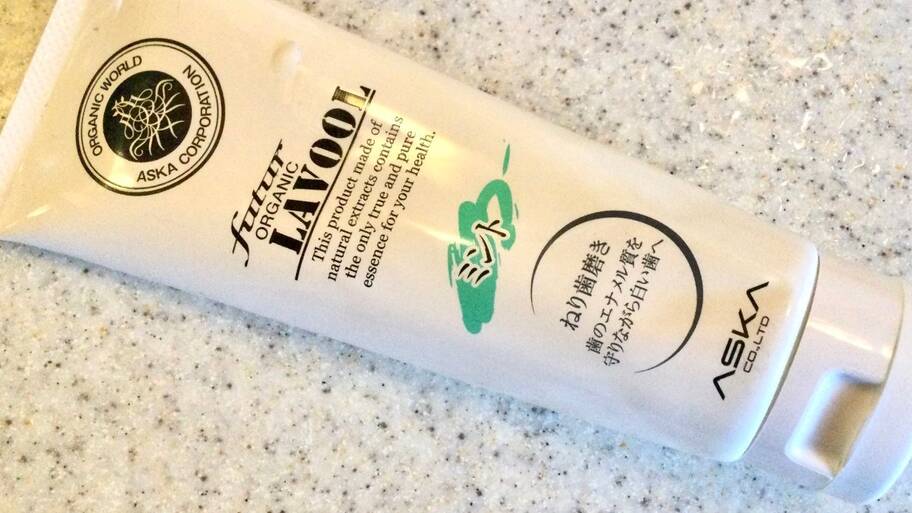 ORGANIC WORLD
ASKA CORPORATION
futur
ORGANIC
LAVOOL
This product made of
natural extracts contains
the only true and pure
essence for your health.
ミント
ねり歯磨き
歯のエナメル質を
守りながら白い歯へ
ASKA
CO.,LTD